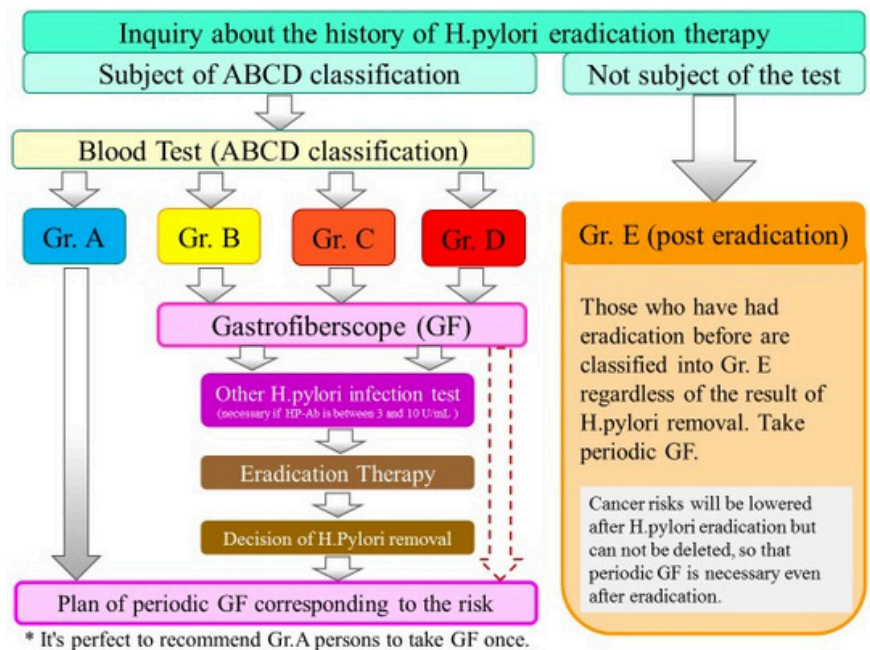 Inquiry about the history of H.pylori eradication therapy
Subject of ABCD classification
Not subject of the test
Blood Test (ABCD classification)
Gr. A
Gr. B
Gr. C
Gr. D
Gastrofiberscope (GF)
Other H.pylori infection test
(necessary if HP-Ab is between 3 and 10 U/mL )
Eradication Therapy
Decision of H.Pylori removal
Plan of periodic GF corresponding to the risk
* It's perfect to recommend Gr.A persons to take GF once.
Gr. E (post eradication)
Those who have had
eradication before are
classified into Gr. E
regardless of the result of
H.pylori removal. Take
periodic GF.
Cancer risks will be lowered
after H.pylori eradication but
can not be deleted, so that
periodic GF is necessary even
after eradication.